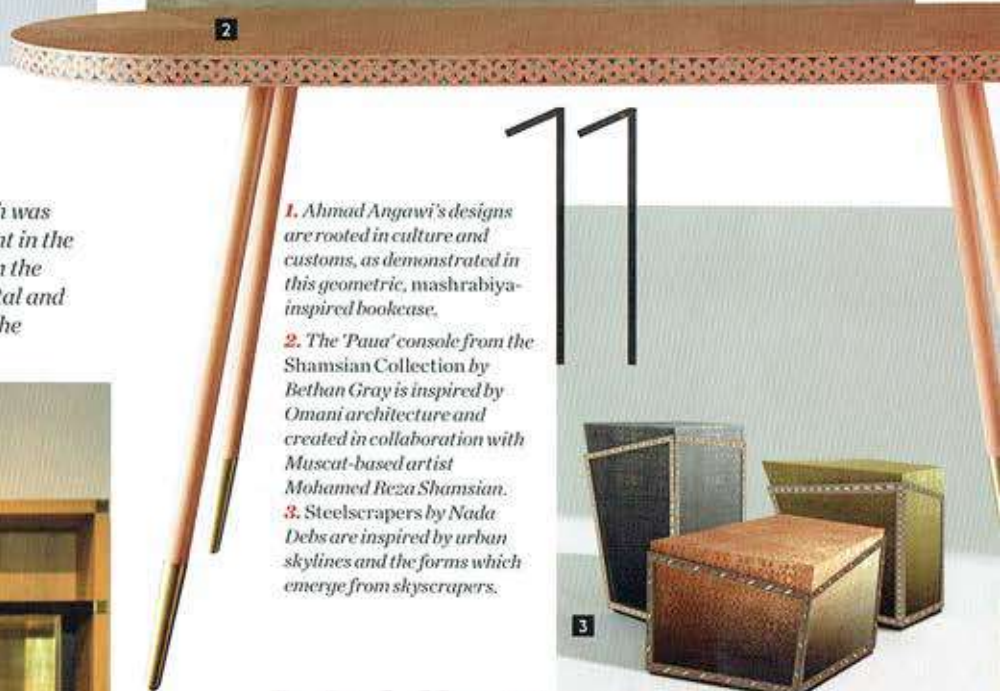 2
11
h was
nt in the
n the
tal and
he
1. Ahmad Angawi's designs
are rooted in culture and
customs, as demonstrated in
this geometric, mashrabiya-
inspired bookcase.
2. The 'Paua' console from the
Shamsian Collection by
Bethan Gray is inspired by
Omani architecture and
created in collaboration with
Muscat-based artist
Mohamed Reza Shamsian.
3. Steelscrapers by Nada
Debs are inspired by urban
skylines and the forms which
emerge from skyscrapers.
3